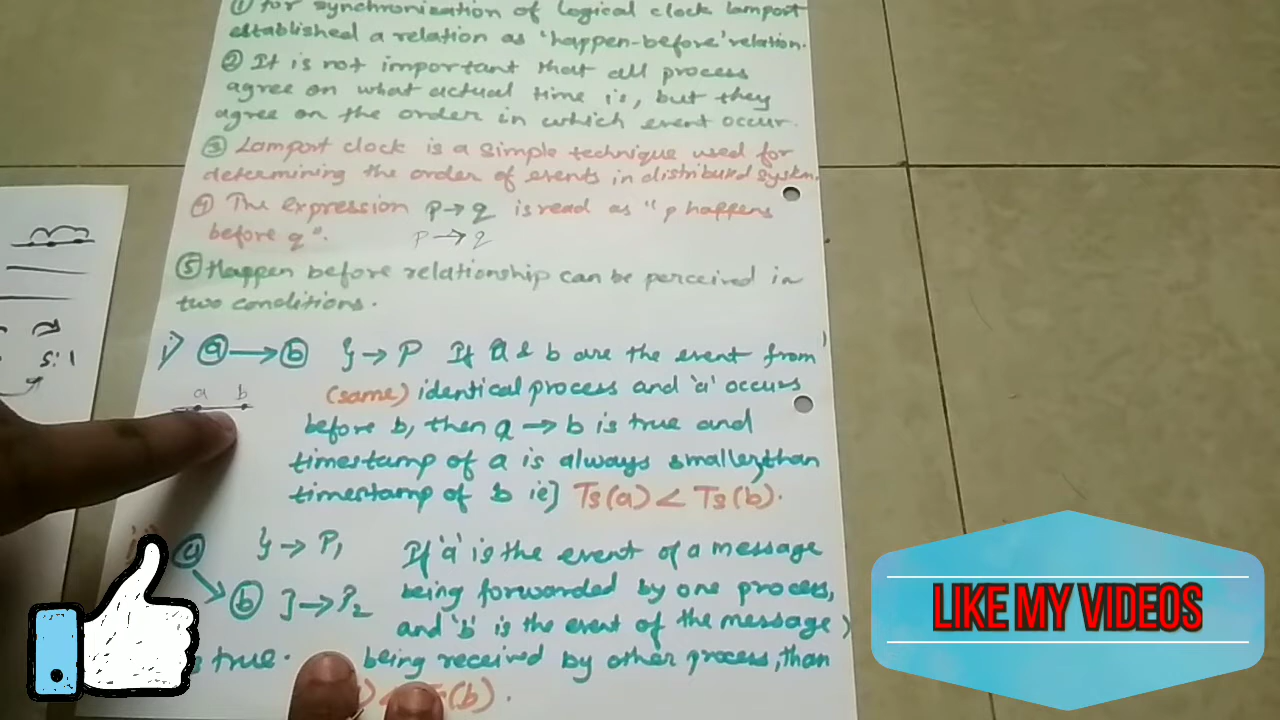 ① For synchronization of logical clock lamport
established a relation as 'happen-before' relation.
② It is not important that all process
agree on what actual time is, but they
agree on the order in which event occur.
③ Lamport clock is a simple technique used for
determining the order of events in distribured system.
④ The expression p→q is read as "p happens
before q".
p→q
⑤ Happen before relationship can be perceived in
two conditions.
i) ⓐ→ⓑ } → P If a & b are the event from
(same) identical process and 'a' occurs
a b
before b, then a → b is true and
timestamp of a is always smaller than
timestamp of b ie] Ts(a) < Ts(b).
ⓐ } → P1 If 'a' is the event of a message
being forwarded by one process,
ⓑ } → P2
and 'b' is the event of the message
true. being received by other process, than
(b).
S:1
LIKE MY VIDEOS